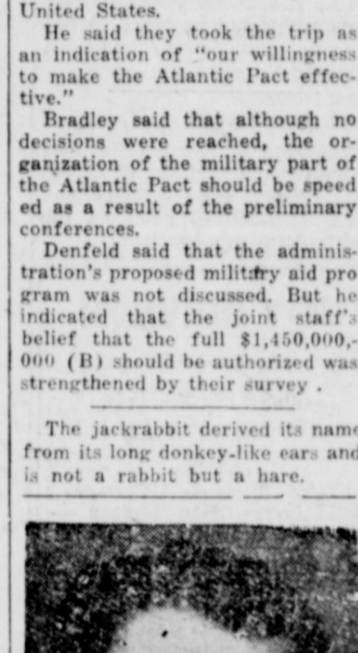 United States.
He said they took the trip as
an indication of "our willingness
to make the Atlantic Pact effec-
tive."
Bradley said that although no
decisions were reached, the or-
ganization of the military part of
the Atlantic Pact should be speed
ed as a result of the preliminary
conferences.
Denfeld said that the adminis-
tration's proposed military aid pro
gram was not discussed. But he
indicated that the joint staff's
belief that the full $1,450,000,-
000 (B) should be authorized was
strengthened by their survey .
The jackrabbit derived its name
from its long donkey-like ears and
is not a rabbit but a hare.